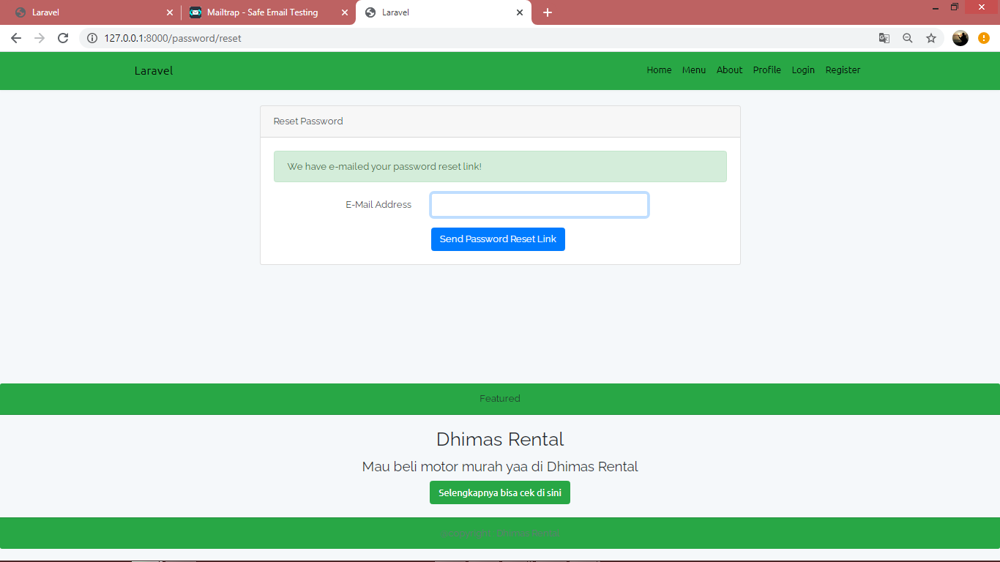 Laravel
Mailtrap - Safe Email Testing
Laravel
127.0.0.1:8000/password/reset
Laravel
Home Menu About Profile Login Register
Reset Password
We have e-mailed your password reset link!
E-Mail Address
Send Password Reset Link
Featured
Dhimas Rental
Mau beli motor murah yaa di Dhimas Rental
Selengkapnya bisa cek di sini
Dhimas Rental